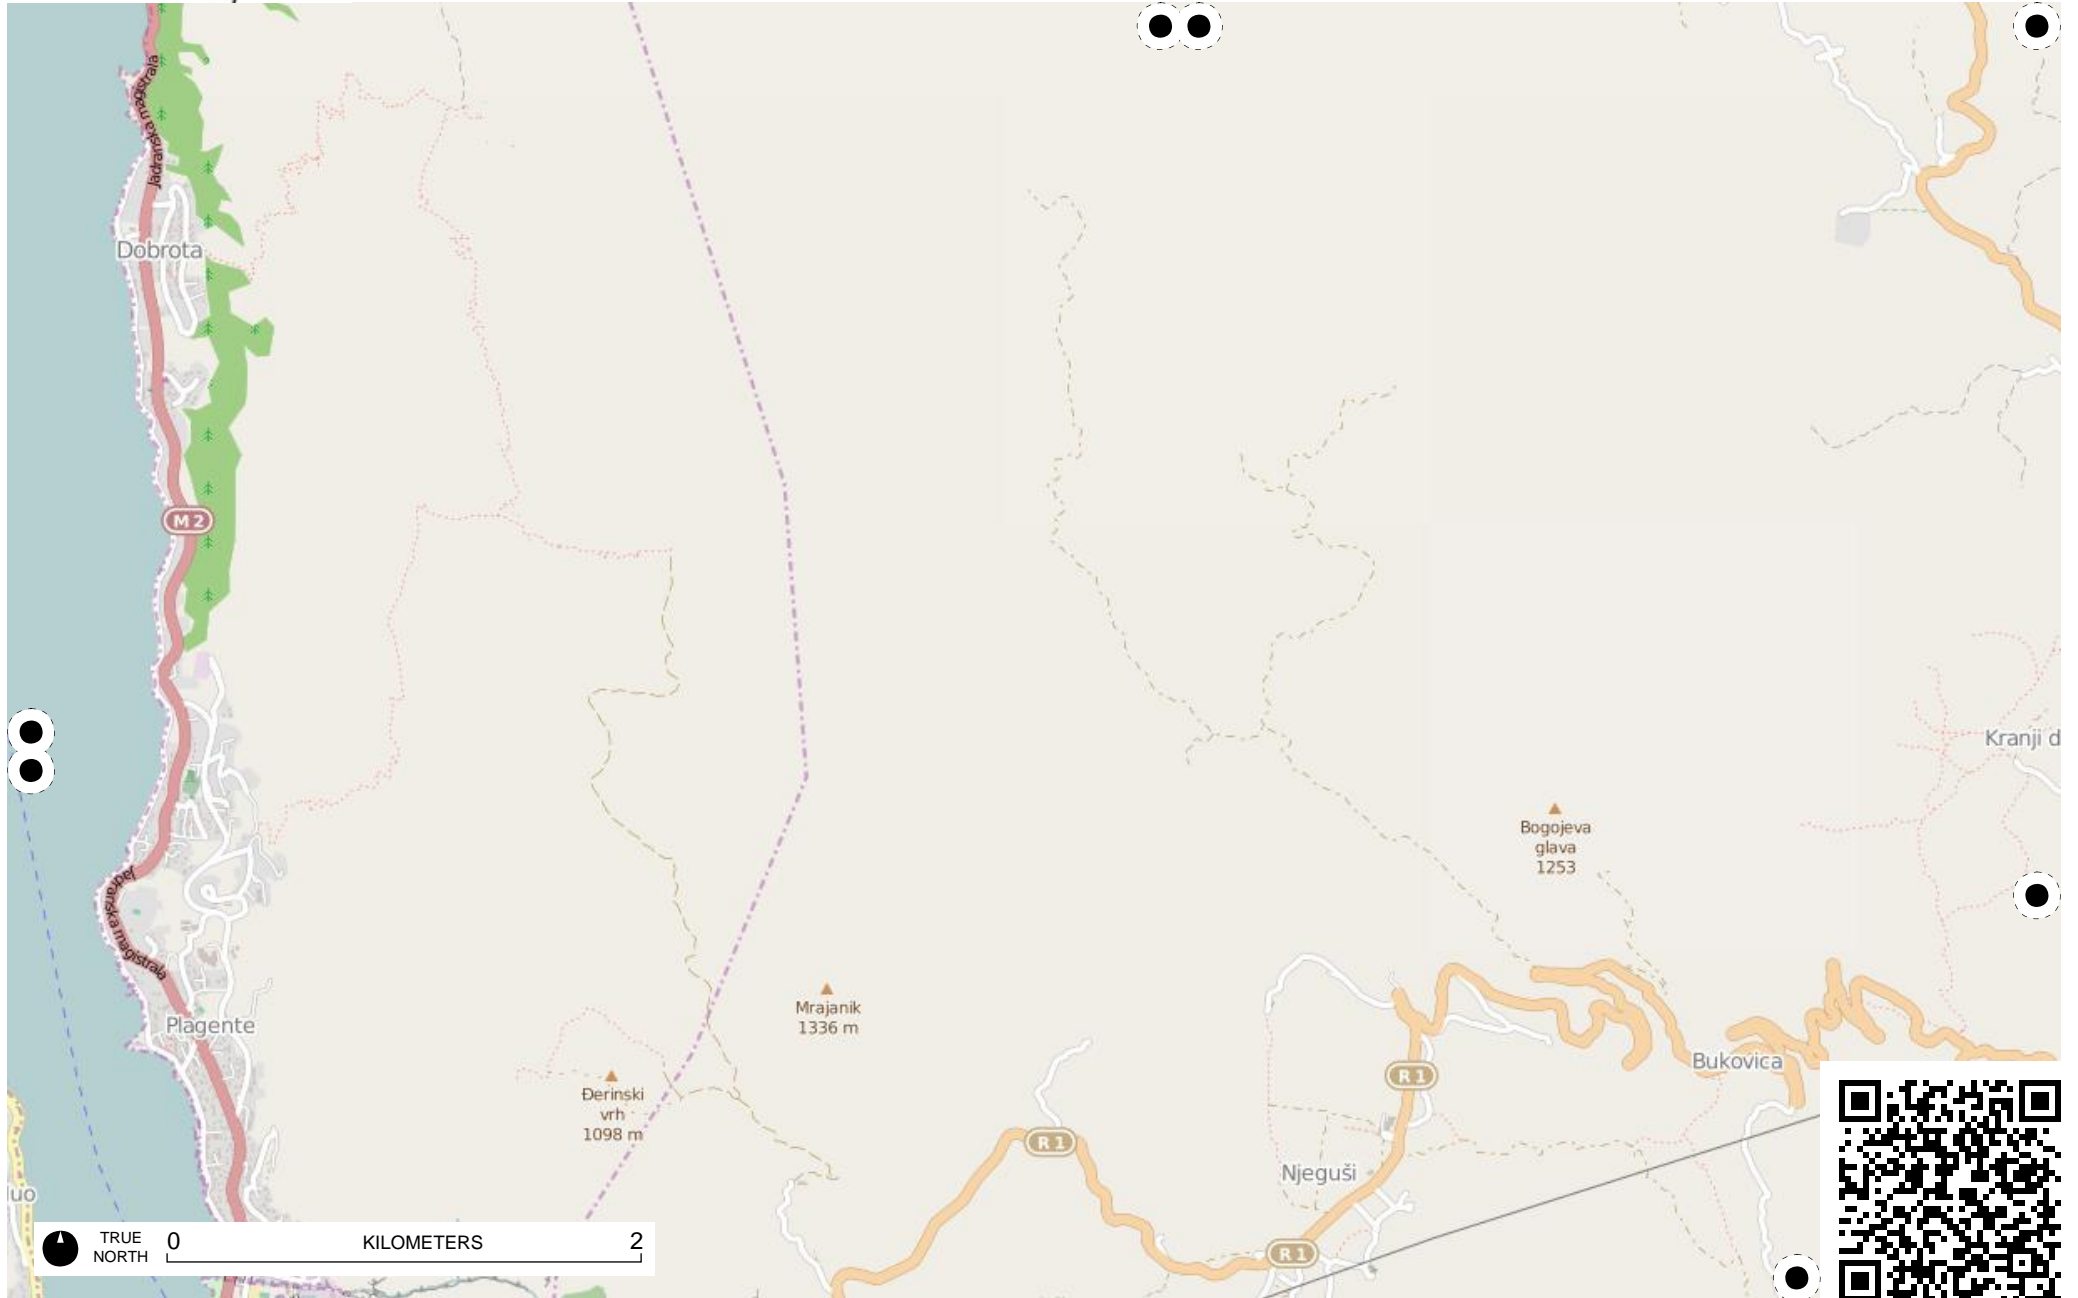 Jadranska magistrala
Dobrota
M 2
Kranji d
Bogojeva
glava
1253
Jadranska magistrala
Mrajanik
1336 m
Plagente
Bukovica
R 1
Đerinski
vrh
1098 m
R 1
Njeguši
luo
R 1
TRUE
NORTH
0 KILOMETERS 2